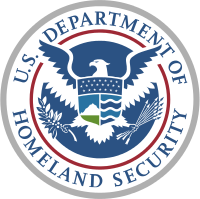 U.S. DEPARTMENT OF
HOMELAND SECURITY